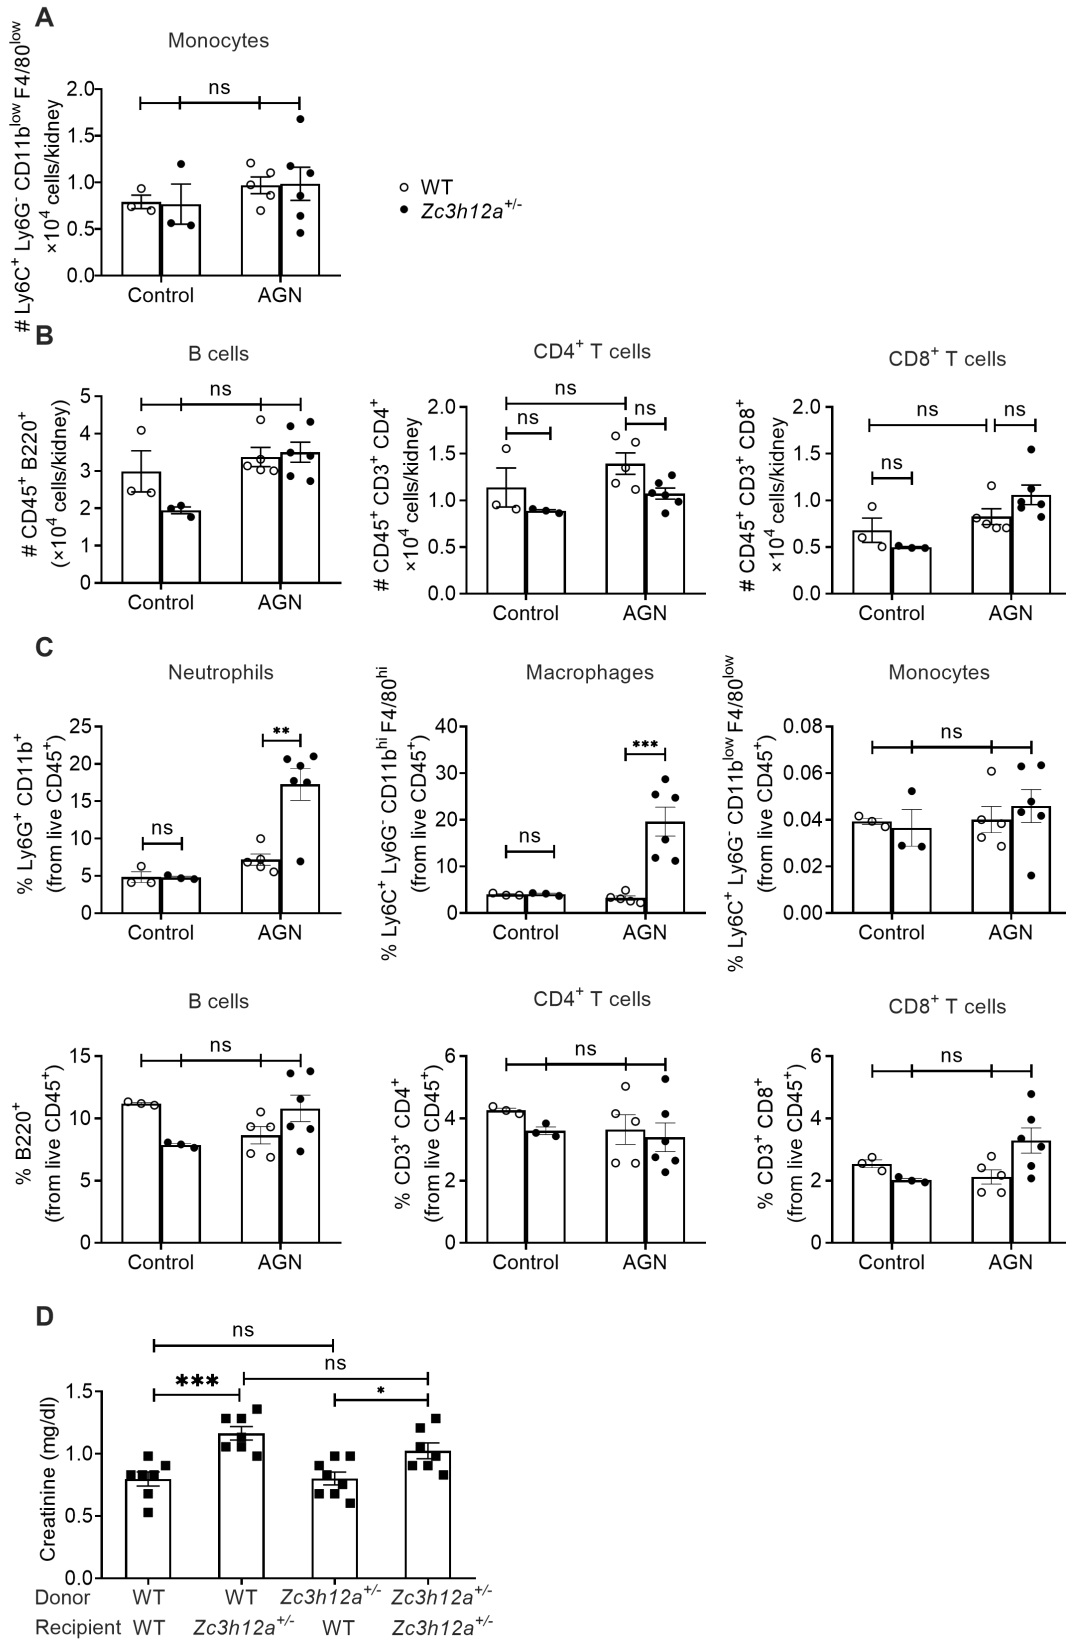 A
Monocytes
# Ly6C+ Ly6G- CD11blow F4/80low
×104 cells/kidney
2.0
1.5
1.0
0.5
0.0
ns
Control
AGN
WT
Zc3h12a+/-
B
B cells
# CD45+ B220+
(×104 cells/kidney)
5
4
3
2
1
0
ns
Control
AGN
CD4+ T cells
# CD45+ CD3+ CD4+
×104 cells/kidney
2.0
1.5
1.0
0.5
0.0
ns
ns
ns
Control
AGN
CD8+ T cells
# CD45+ CD3+ CD8+
×104 cells/kidney
2.0
1.5
1.0
0.5
0.0
ns
ns
ns
Control
AGN
C
Neutrophils
% Ly6G+ CD11b+
(from live CD45+)
25
20
15
10
5
0
ns
**
Control
AGN
Macrophages
% Ly6C+ Ly6G- CD11bhi F4/80hi
(from live CD45+)
40
30
20
10
0
ns
***
Control
AGN
Monocytes
% Ly6C+ Ly6G- CD11blow F4/80low
(from live CD45+)
0.08
0.06
0.04
0.02
0.00
ns
Control
AGN
B cells
% B220+
(from live CD45+)
15
10
5
0
ns
Control
AGN
CD4+ T cells
% CD3+ CD4+
(from live CD45+)
6
4
2
0
ns
Control
AGN
CD8+ T cells
% CD3+ CD8+
(from live CD45+)
6
4
2
0
ns
Control
AGN
D
Creatinine (mg/dl)
1.5
1.0
0.5
0.0
ns
ns
***
*
Donor WT WT Zc3h12a+/- Zc3h12a+/-
Recipient WT Zc3h12a+/- WT Zc3h12a+/-